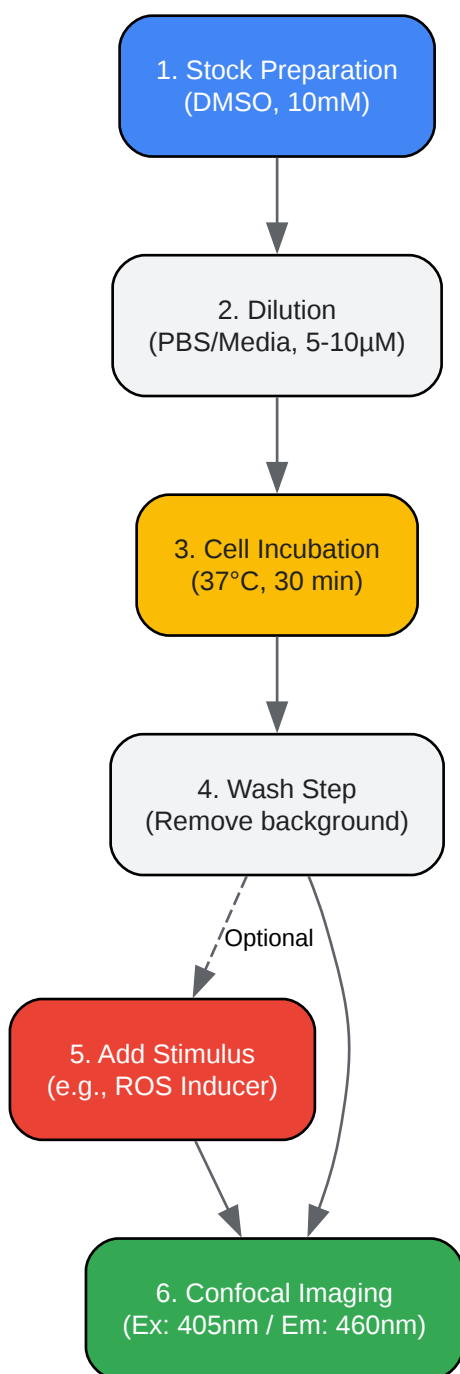 1. Stock Preparation
(DMSO, 10mM)
2. Dilution
(PBS/Media, 5-10µM)
3. Cell Incubation
(37°C, 30 min)
4. Wash Step
(Remove background)
Optional
5. Add Stimulus
(e.g., ROS Inducer)
6. Confocal Imaging
(Ex: 405nm / Em: 460nm)